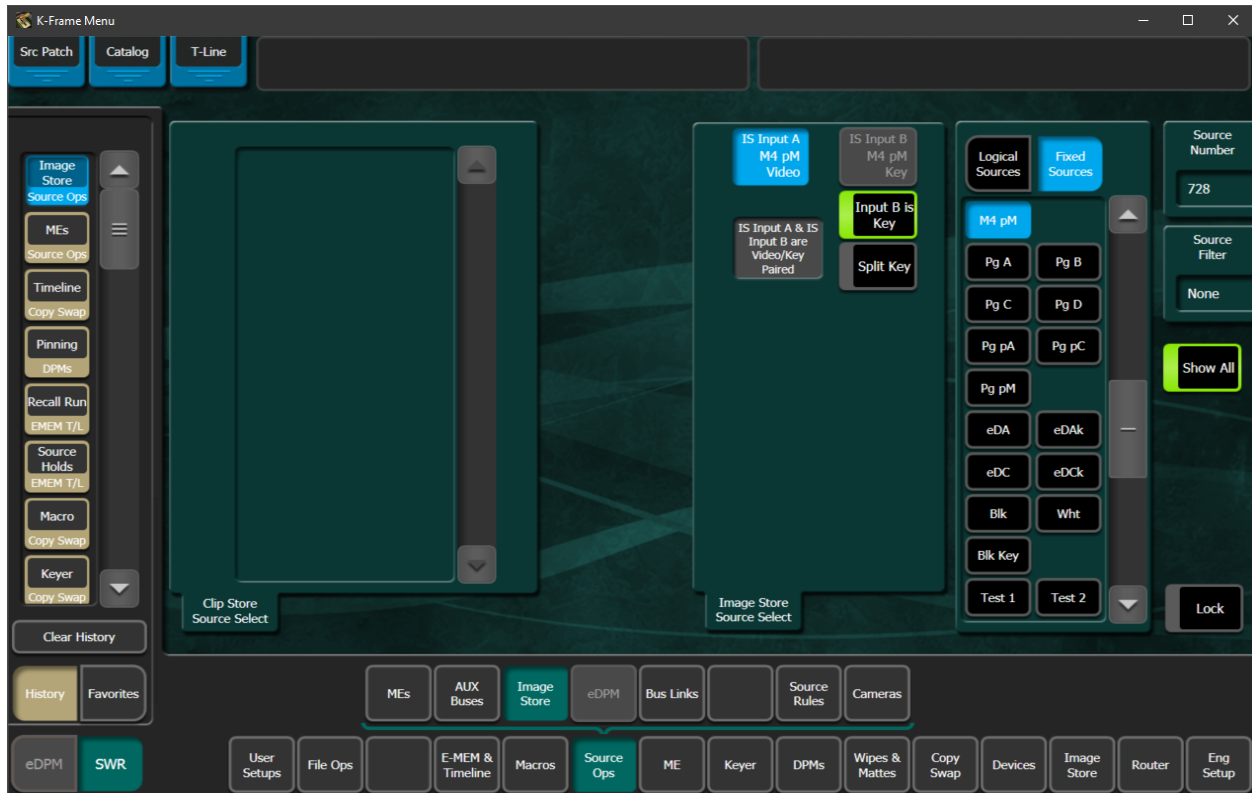 K-Frame Menu
Src Patch
Catalog
T-Line
Image
Store
Source Ops
MEs
Source Ops
Timeline
Copy Swap
Pinning
DPMs
Recall Run
EMEM T/L
Source
Holds
EMEM T/L
Macro
Copy Swap
Keyer
Copy Swap
Clear History
History
Favorites
eDPM
SWR
Clip Store
Source Select
IS Input A
M4 pM
Video
IS Input B
M4 pM
Key
Input B is
Key
IS Input A & IS
Input B are
Video/Key
Paired
Split Key
Image Store
Source Select
Logical
Sources
Fixed
Sources
M4 pM
Pg A
Pg B
Pg C
Pg D
Pg pA
Pg pC
Pg pM
eDA
eDAk
eDC
eDCk
Blk
Wht
Blk Key
Test 1
Test 2
Source
Number
728
Source
Filter
None
Show All
Lock
MEs
AUX
Buses
Image
Store
eDPM
Bus Links
Source
Rules
Cameras
User
Setups
File Ops
E-MEM &
Timeline
Macros
Source
Ops
ME
Keyer
DPMs
Wipes &
Mattes
Copy
Swap
Devices
Image
Store
Router
Eng
Setup